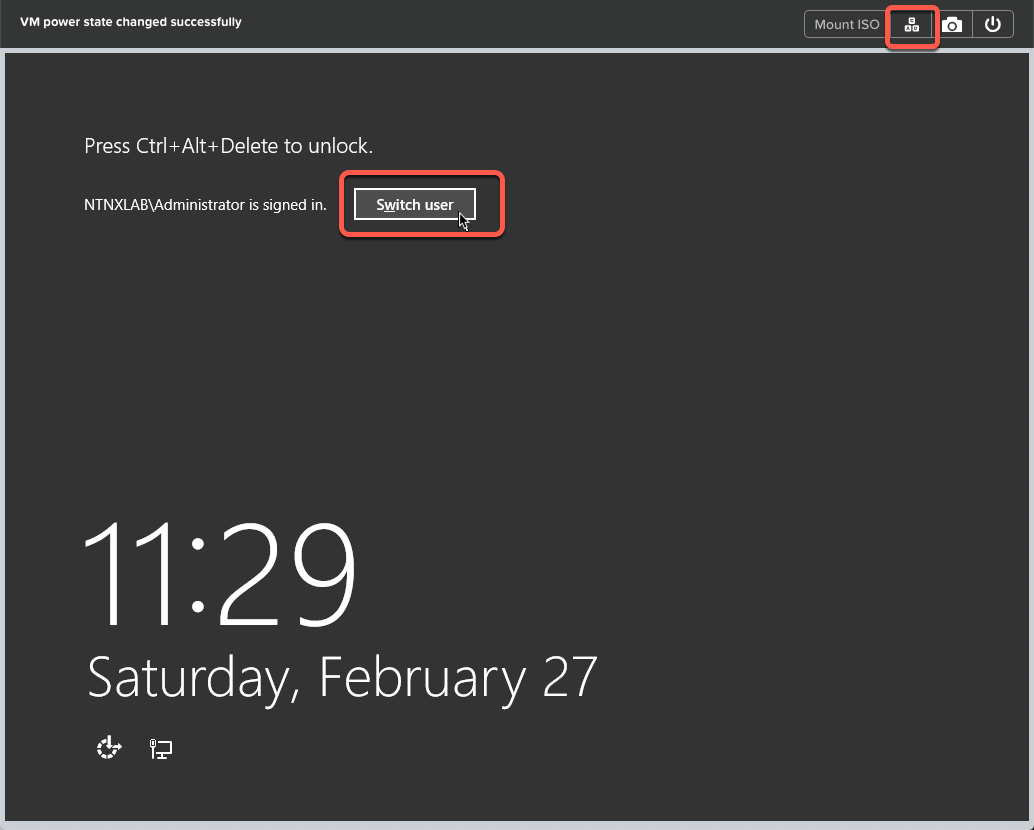 VM power state changed successfully
Mount ISO
C
A D
Press Ctrl+Alt+Delete to unlock.
NTNXLAB\Administrator is signed in.
Switch user
11:29
Saturday, February 27